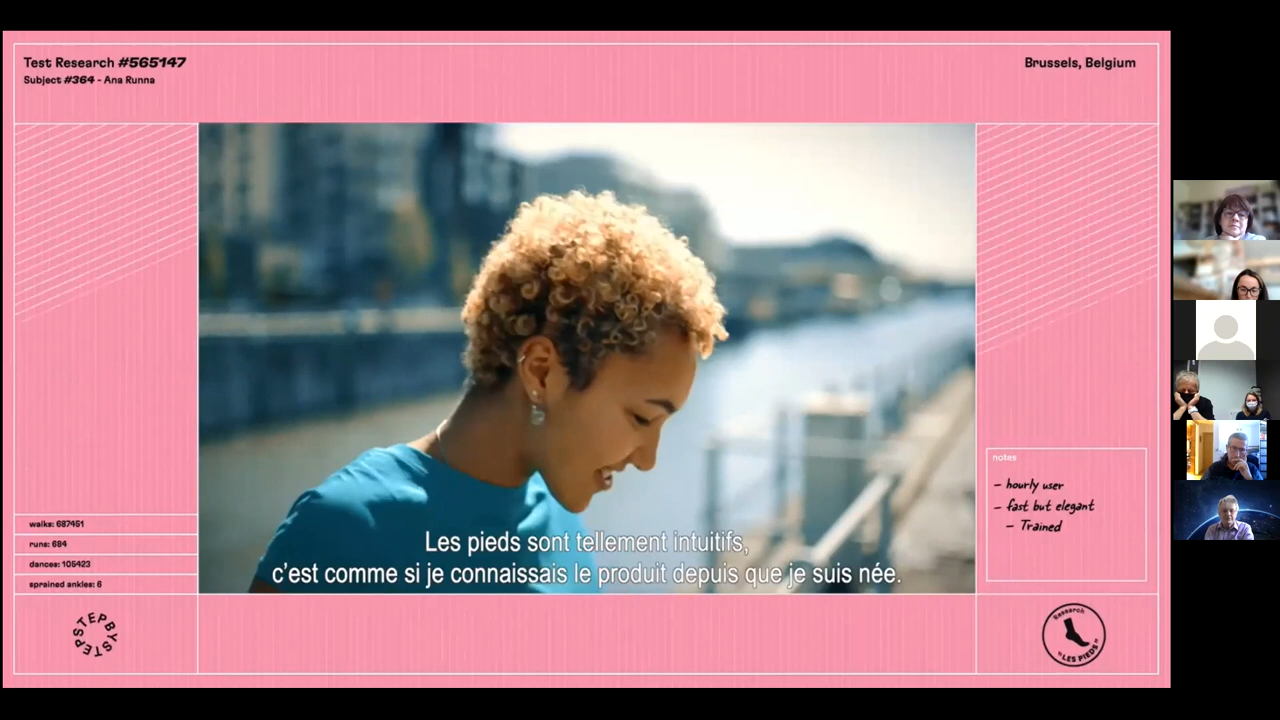 Test Research #565147
Subject #364 - Ana Runna
Brussels, Belgium
Les pieds sont tellement intuitifs,
c'est comme si je connaissais le produit depuis que je suis née.
walks: 687451
runs: 684
dances: 105423
sprained ankles: 6
notes
- hourly user
- fast but elegant
- Trained
STEPBYSTEP
Research
"LES PIEDS"